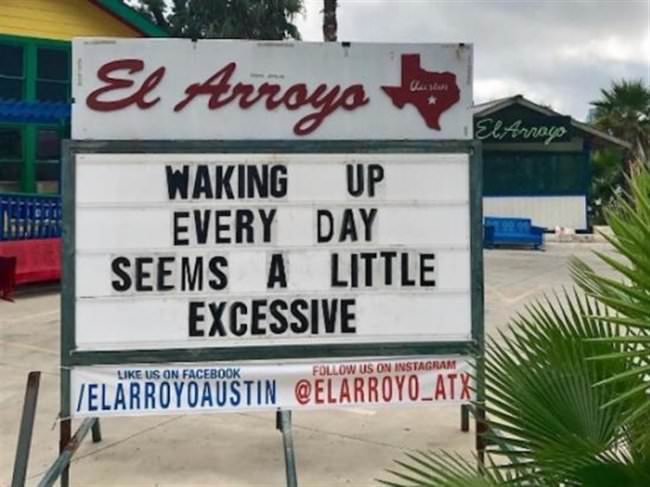 El Arroyo
Austin
El Arroyo
WAKING UP
EVERY DAY
SEEMS A LITTLE
EXCESSIVE
LIKE US ON FACEBOOK
/ELARROYOAUSTIN
FOLLOW US ON INSTAGRAM
@ELARROYO_ATX